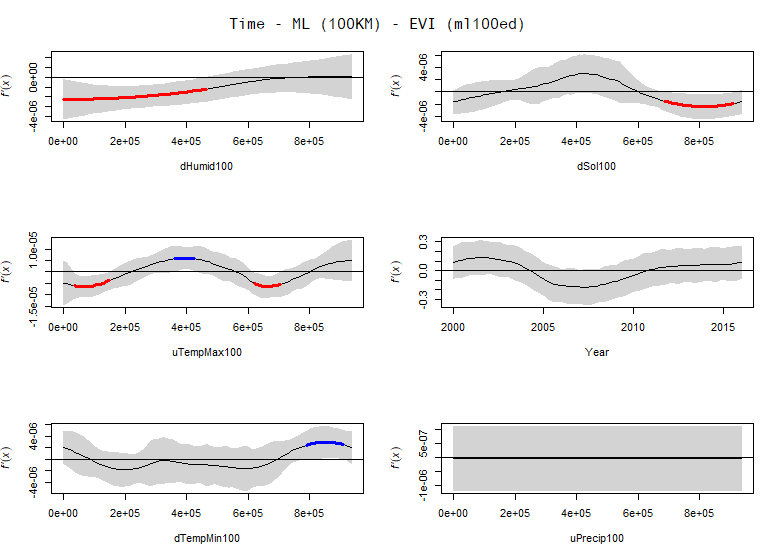 Time - ML (100KM) - EVI (ml100ed)
f'(x)
-4e-06 0e+00
0e+00 2e+05 4e+05 6e+05 8e+05
dHumid100
f'(x)
-4e-06 4e-06
0e+00 2e+05 4e+05 6e+05 8e+05
dSol100
f'(x)
-1.5e-05 1.0e-05
0e+00 2e+05 4e+05 6e+05 8e+05
uTempMax100
f'(x)
-0.3 0.0 0.3
2000 2005 2010 2015
Year
f'(x)
-4e-06 4e-06
0e+00 2e+05 4e+05 6e+05 8e+05
dTempMin100
f'(x)
-1e-06 5e-07
0e+00 2e+05 4e+05 6e+05 8e+05
uPrecip100